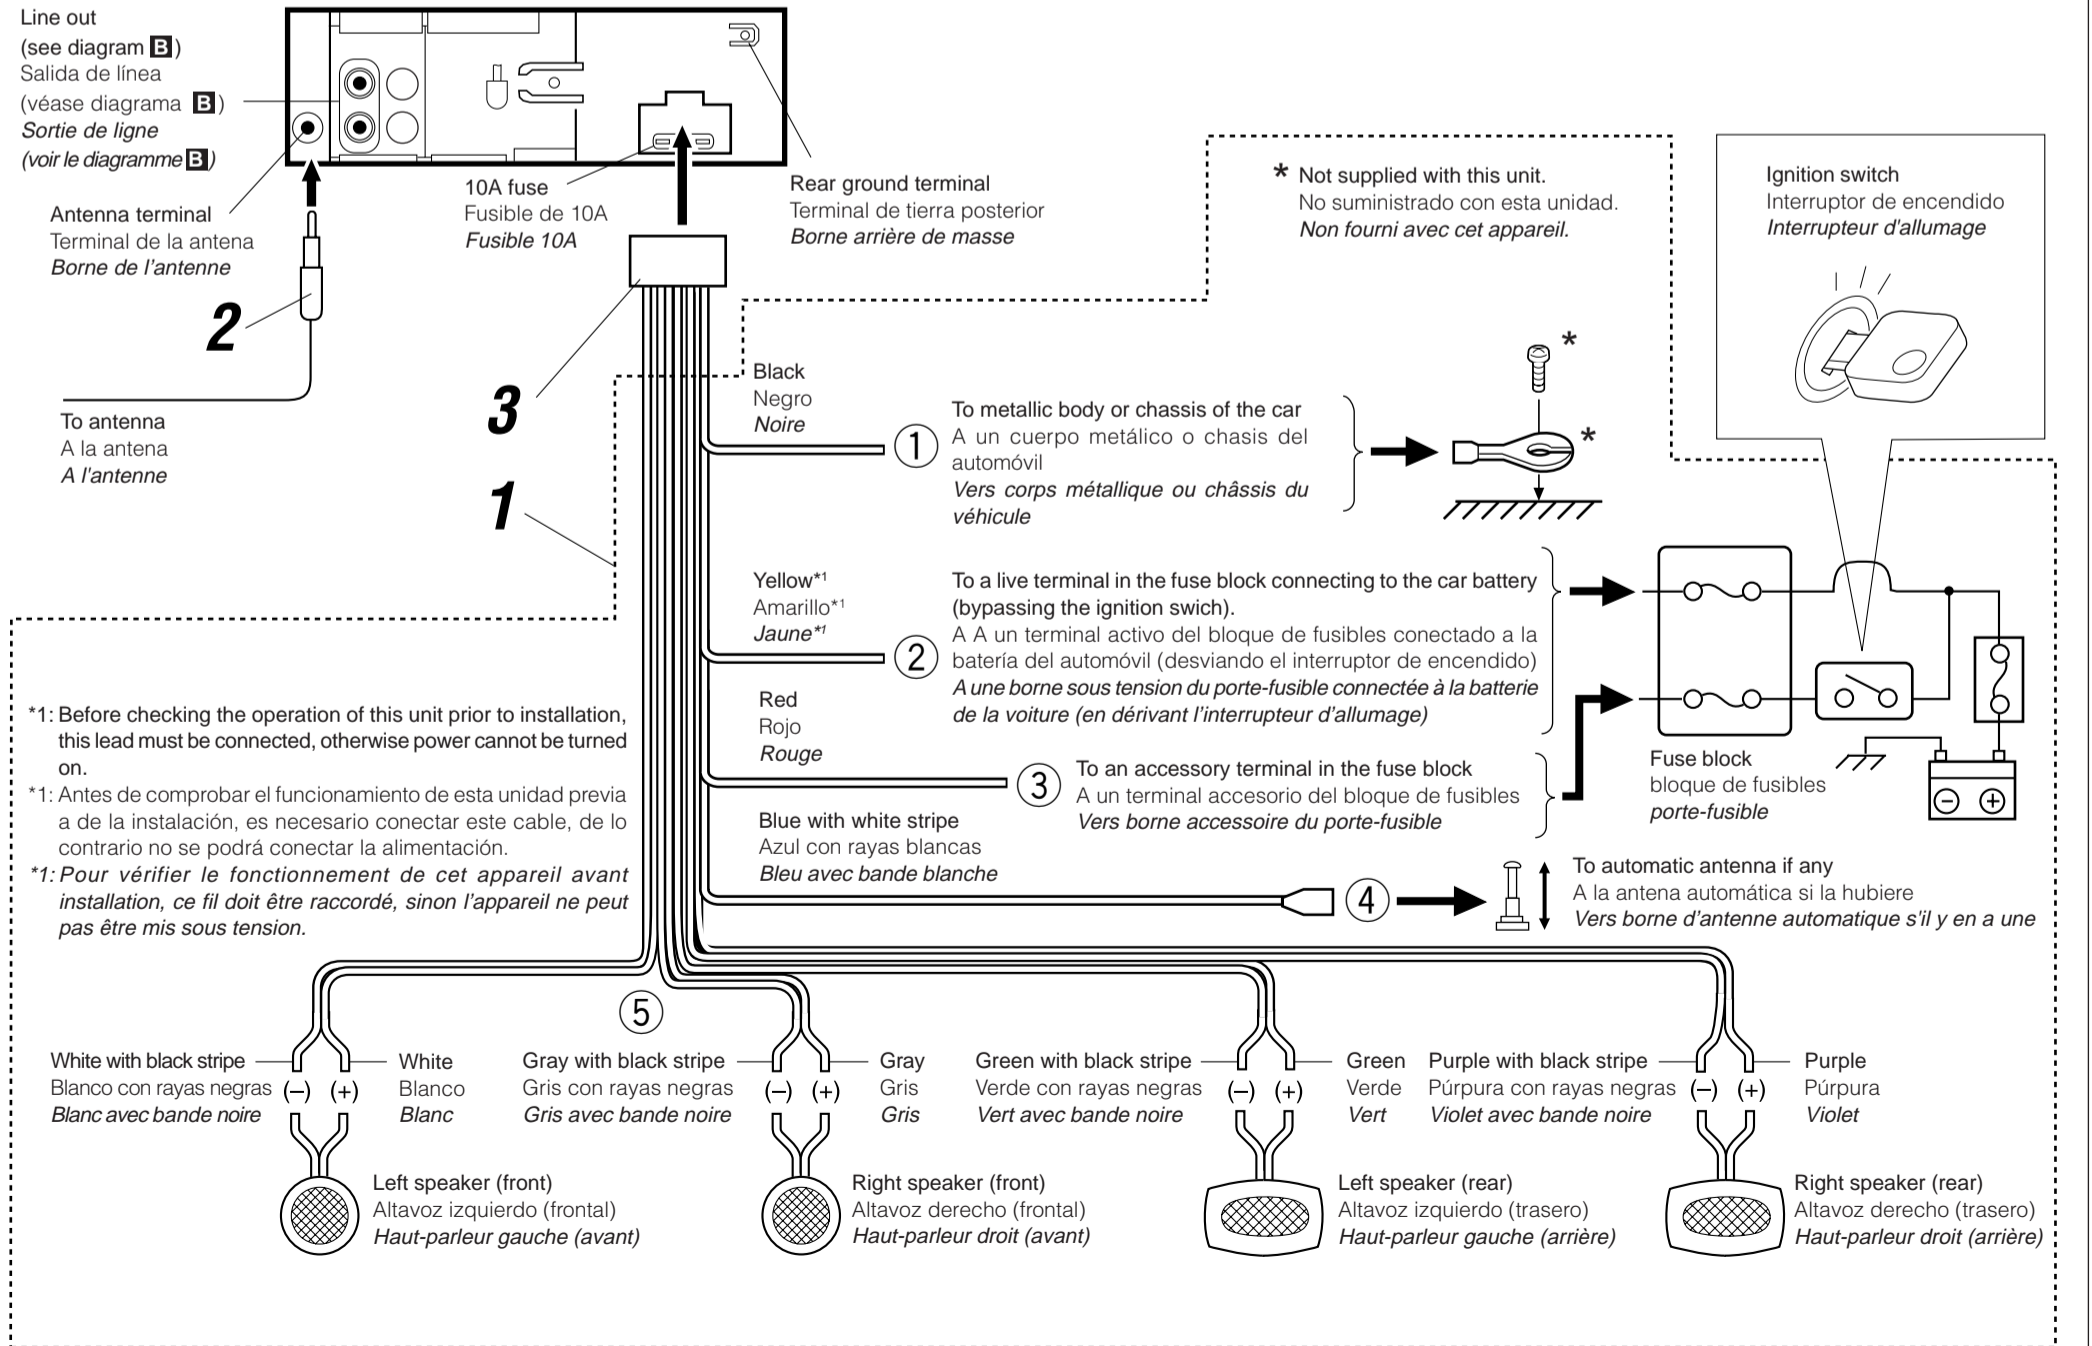 Line out
(see diagram B)
Salida de línea
(véase diagrama B)
Sortie de ligne
(voir le diagramme B)
Antenna terminal
Terminal de la antena
Borne de l'antenne
2
To antenna
A la antena
A l'antenne
10A fuse
Fusible de 10A
Fusible 10A
Rear ground terminal
Terminal de tierra posterior
Borne arrière de masse
3
1
* Not supplied with this unit.
No suministrado con esta unidad.
Non fourni avec cet appareil.
Ignition switch
Interruptor de encendido
Interrupteur d'allumage
Black
Negro
Noire
1
To metallic body or chassis of the car
A un cuerpo metálico o chasis del
automóvil
Vers corps métallique ou châssis du
véhicule
*
*
Yellow*1
Amarillo*1
Jaune*1
2
To a live terminal in the fuse block connecting to the car battery
(bypassing the ignition swich).
A A un terminal activo del bloque de fusibles conectado a la
batería del automóvil (desviando el interruptor de encendido)
A une borne sous tension du porte-fusible connectée à la batterie
de la voiture (en dérivant l'interrupteur d'allumage)
Red
Rojo
Rouge
3
To an accessory terminal in the fuse block
A un terminal accesorio del bloque de fusibles
Vers borne accessoire du porte-fusible
Fuse block
bloque de fusibles
porte-fusible
− +
Blue with white stripe
Azul con rayas blancas
Bleu avec bande blanche
4
To automatic antenna if any
A la antena automática si la hubiere
Vers borne d'antenne automatique s'il y en a une
*1: Before checking the operation of this unit prior to installation,
this lead must be connected, otherwise power cannot be turned
on.
*1: Antes de comprobar el funcionamiento de esta unidad previa
a de la instalación, es necesario conectar este cable, de lo
contrario no se podrá conectar la alimentación.
*1: Pour vérifier le fonctionnement de cet appareil avant
installation, ce fil doit être raccordé, sinon l'appareil ne peut
pas être mis sous tension.
5
White with black stripe
Blanco con rayas negras
Blanc avec bande noire
(−) (+)
White
Blanco
Blanc
Left speaker (front)
Altavoz izquierdo (frontal)
Haut-parleur gauche (avant)
Gray with black stripe
Gris con rayas negras
Gris avec bande noire
(−) (+)
Gray
Gris
Gris
Right speaker (front)
Altavoz derecho (frontal)
Haut-parleur droit (avant)
Green with black stripe
Verde con rayas negras
Vert avec bande noire
(−) (+)
Green
Verde
Vert
Left speaker (rear)
Altavoz izquierdo (trasero)
Haut-parleur gauche (arrière)
Purple with black stripe
Púrpura con rayas negras
Violet avec bande noire
(−) (+)
Purple
Púrpura
Violet
Right speaker (rear)
Altavoz derecho (trasero)
Haut-parleur droit (arrière)